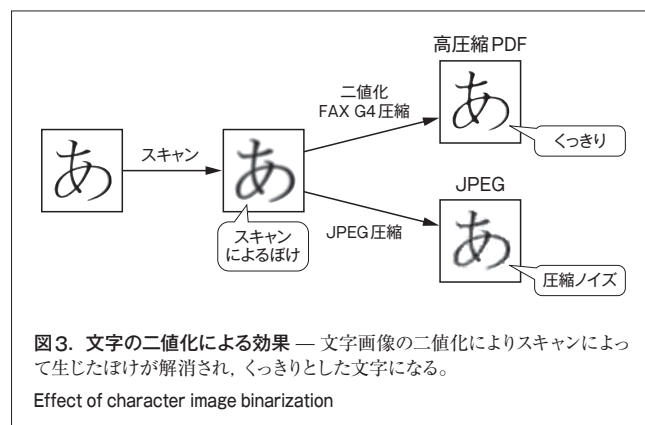 高圧縮PDF
二値化
FAX G4圧縮
あ
くっきり
あ
スキャン
あ
スキャン
によるぼけ
JPEG圧縮
JPEG
あ
圧縮ノイズ
図3. 文字の二値化による効果 — 文字画像の二値化によりスキャンによっ
て生じたぼけが解消され，くっきりとした文字になる。
Effect of character image binarization